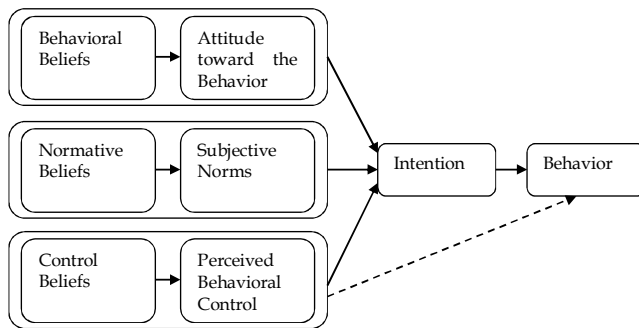 Behavioral
Beliefs
Attitude
toward the
Behavior
Normative
Beliefs
Subjective
Norms
Intention
Behavior
Control
Beliefs
Perceived
Behavioral
Control